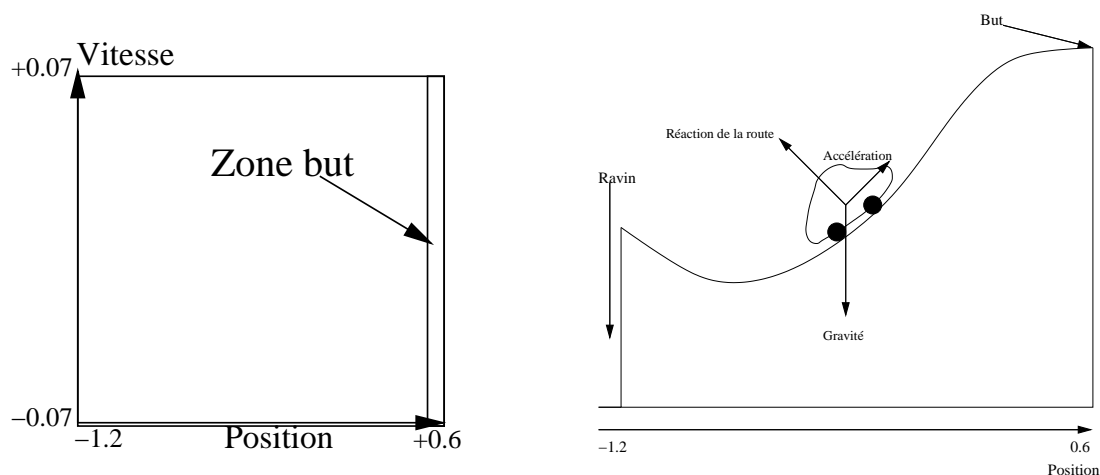 Vitesse
+0.07
Zone but
−0.07
−1.2
Position
+0.6
But
Réaction de la route
Accélération
Ravin
Gravité
-1.2
0.6
Position